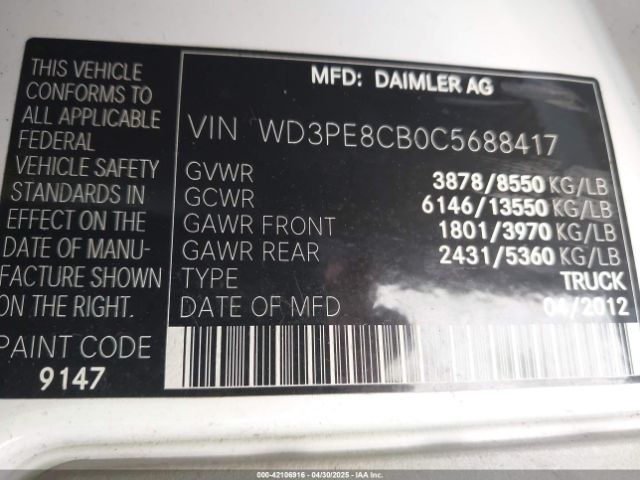 THIS VEHICLE
CONFORMS TO
ALL APPLICABLE
FEDERAL
VEHICLE SAFETY
STANDARDS IN
EFFECT ON THE
DATE OF MANU-
FACTURE SHOWN
ON THE RIGHT.
PAINT CODE
9147
MFD: DAIMLER AG
VIN WD3PE8CB0C5688417
GVWR 3878/8550 KG/LB
GCWR 6146/13550 KG/LB
GAWR FRONT 1801/3970 KG/LB
GAWR REAR 2431/5360 KG/LB
TYPE TRUCK
DATE OF MFD 04/2012
000-42106916 - 04/30/2025 - IAA Inc.